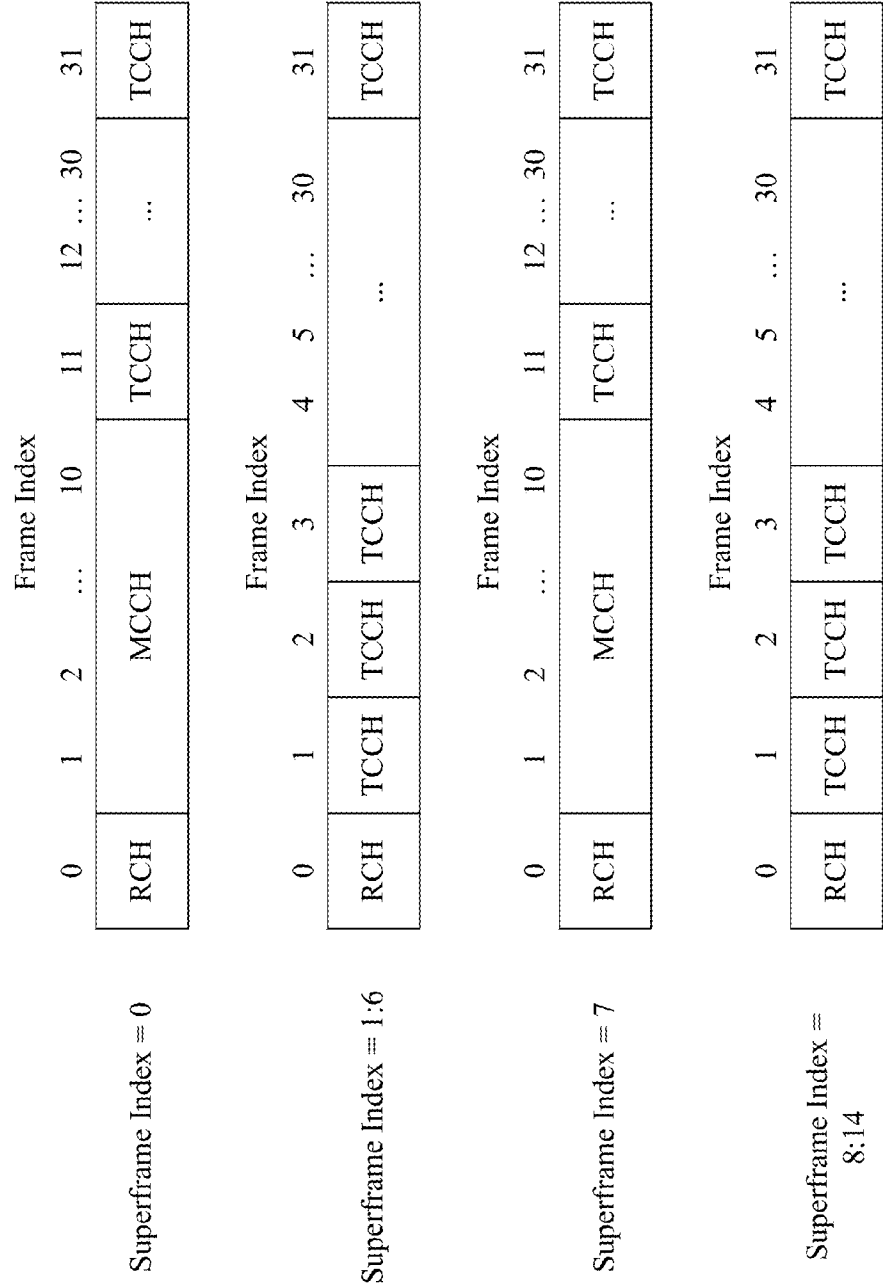 Frame Index
0 1 2 … 10 11 12 … 30 31
Superframe Index = 0 RCH MCCH TCCH ... TCCH
Frame Index
0 1 2 3 4 5 … 30 31
Superframe Index = 1:6 RCH TCCH TCCH TCCH ... TCCH
Frame Index
0 1 2 … 10 11 12 … 30 31
Superframe Index = 7 RCH MCCH TCCH ... TCCH
Frame Index
0 1 2 3 4 5 … 30 31
Superframe Index =
8:14
RCH TCCH TCCH TCCH ... TCCH